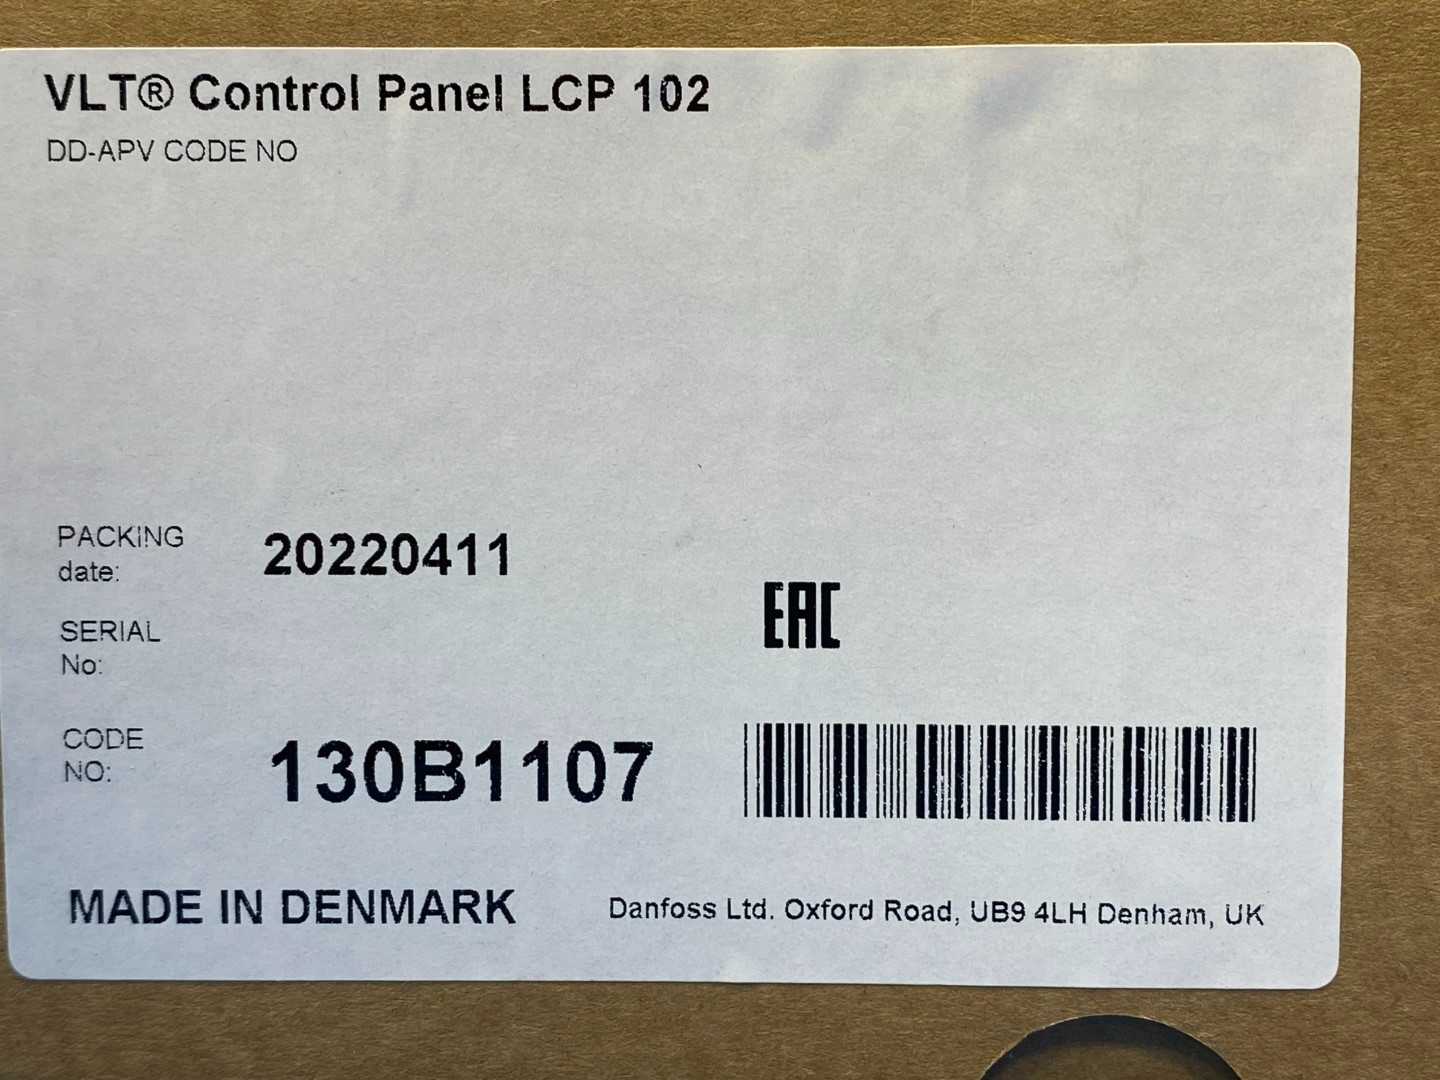 VLT® Control Panel LCP 102
DD-APV CODE NO
PACKING
date:
20220411
EAC
SERIAL
No:
CODE
NO:
130B1107
MADE IN DENMARK
Danfoss Ltd. Oxford Road, UB9 4LH Denham, UK